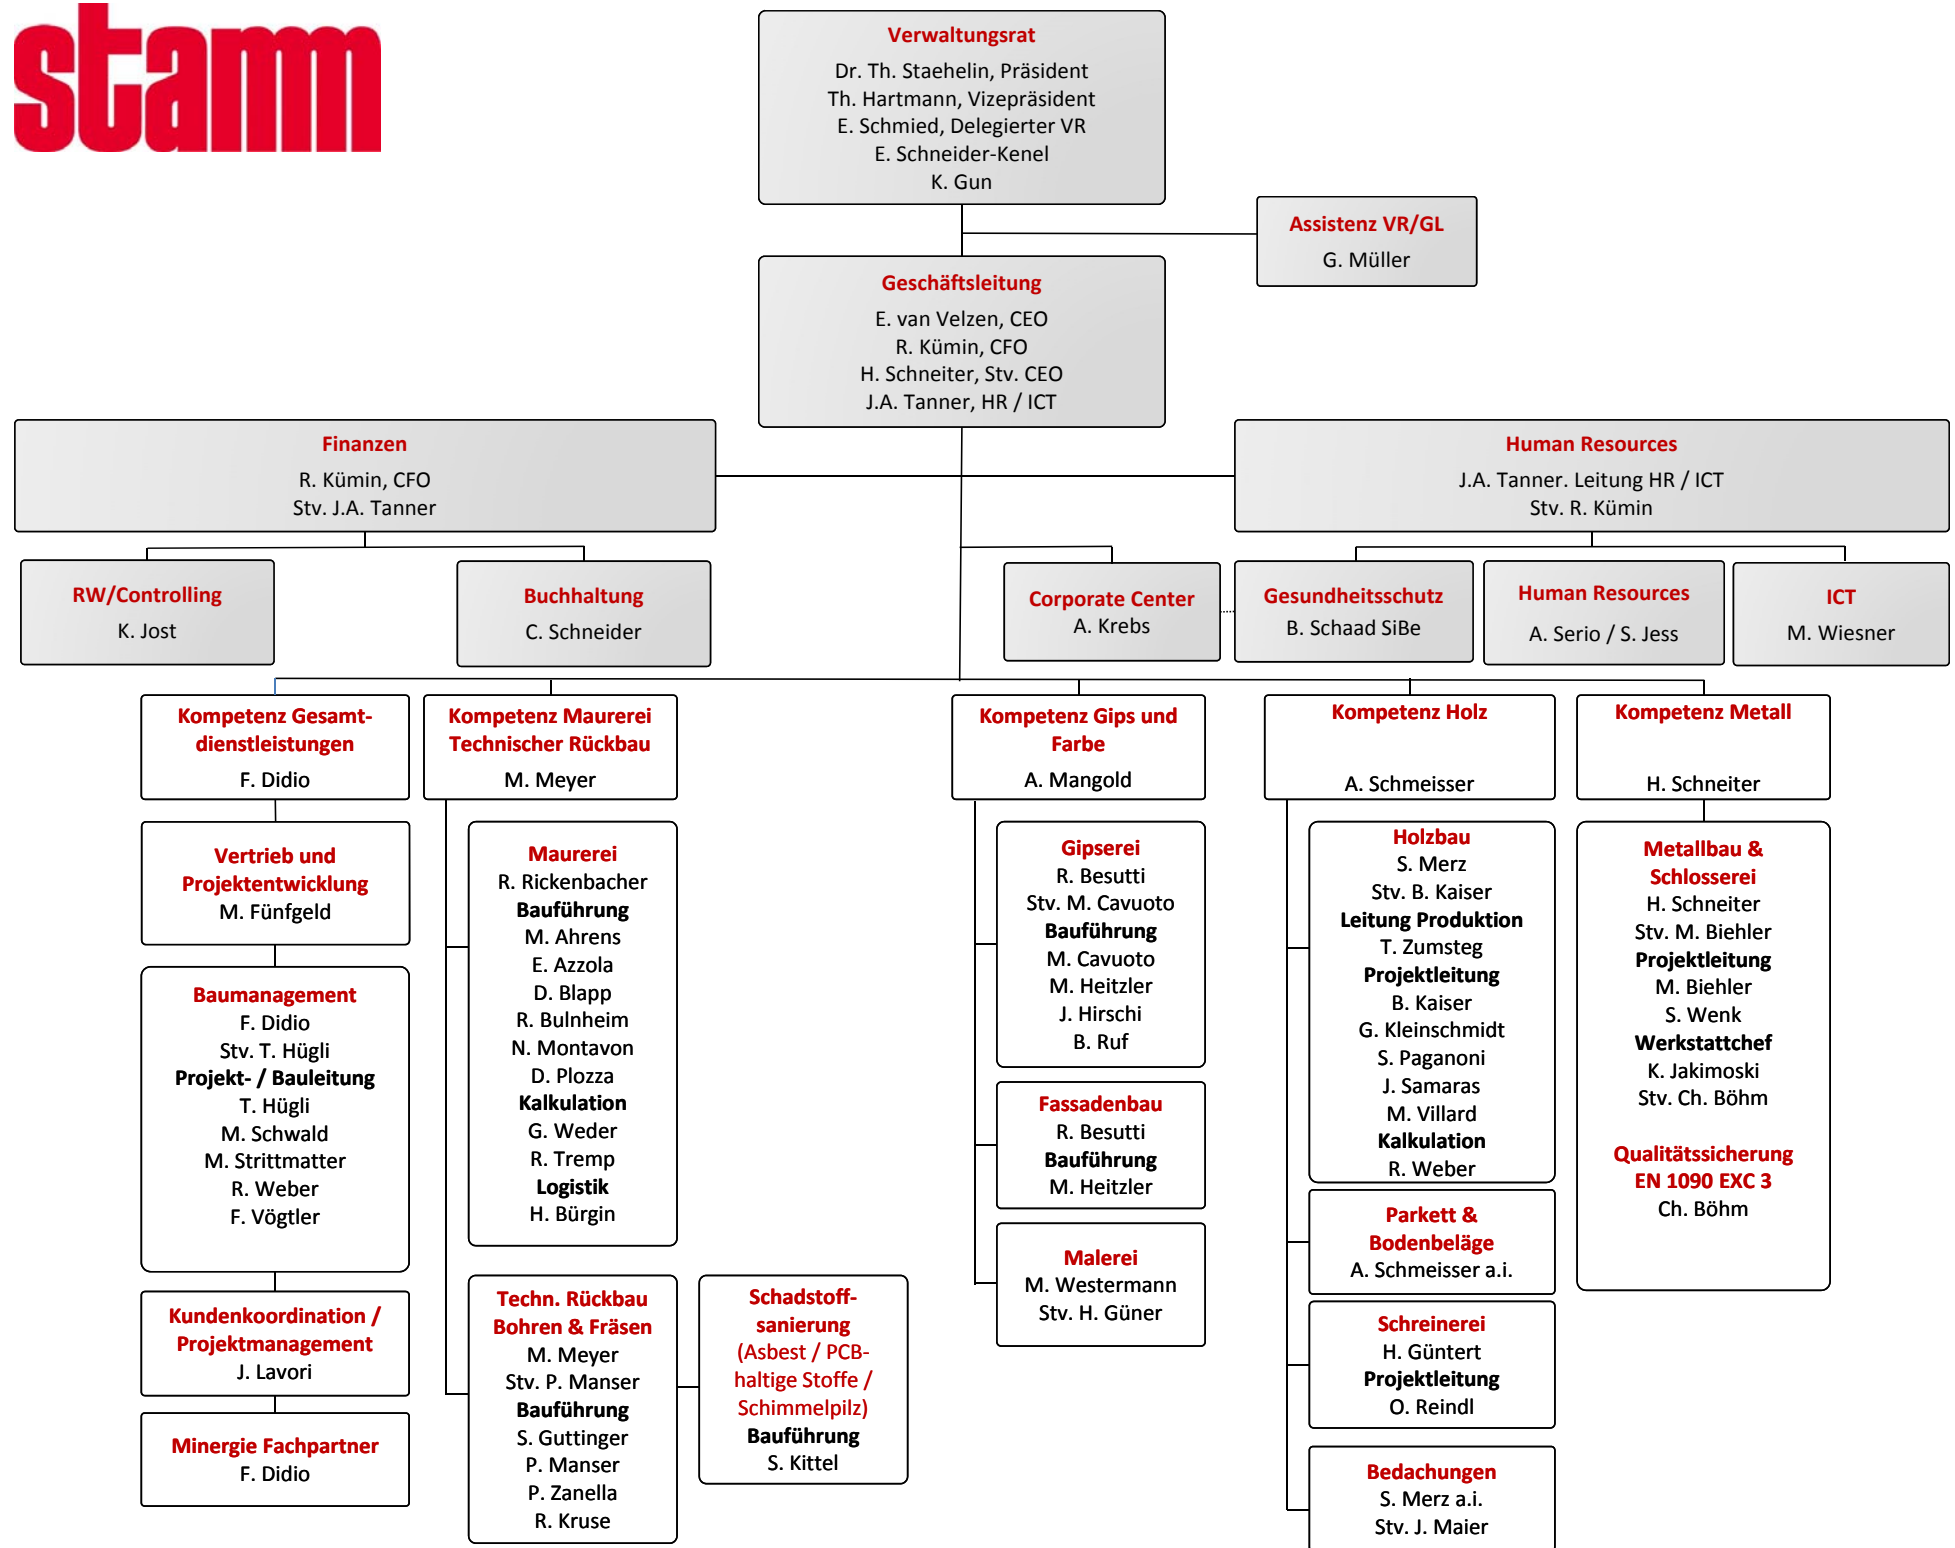 stamm
Verwaltungsrat
Dr. Th. Staehelin, Präsident
Th. Hartmann, Vizepräsident
E. Schmied, Delegierter VR
E. Schneider-Kenel
K. Gun
Assistenz VR/GL
G. Müller
Geschäftsleitung
E. van Velzen, CEO
R. Kümin, CFO
H. Schneiter, Stv. CEO
J.A. Tanner, HR / ICT
Finanzen
R. Kümin, CFO
Stv. J.A. Tanner
Human Resources
J.A. Tanner. Leitung HR / ICT
Stv. R. Kümin
RW/Controlling
K. Jost
Buchhaltung
C. Schneider
Corporate Center
A. Krebs
Gesundheitsschutz
B. Schaad SiBe
Human Resources
A. Serio / S. Jess
ICT
M. Wiesner
Kompetenz Gesamt-
dienstleistungen
F. Didio
Vertrieb und
Projektentwicklung
M. Fünfgeld
Baumanagement
F. Didio
Stv. T. Hügli
Projekt- / Bauleitung
T. Hügli
M. Schwald
M. Strittmatter
R. Weber
F. Vögtler
Kundenkoordination /
Projektmanagement
J. Lavori
Minergie Fachpartner
F. Didio
Kompetenz Maurerei
Technischer Rückbau
M. Meyer
Maurerei
R. Rickenbacher
Bauführung
M. Ahrens
E. Azzola
D. Blapp
R. Bulnheim
N. Montavon
D. Plozza
Kalkulation
G. Weder
R. Tremp
Logistik
H. Bürgin
Techn. Rückbau
Bohren & Fräsen
M. Meyer
Stv. P. Manser
Bauführung
S. Guttinger
P. Manser
P. Zanella
R. Kruse
Schadstoff-
sanierung
(Asbest / PCB-
haltige Stoffe /
Schimmelpilz)
Bauführung
S. Kittel
Kompetenz Gips und
Farbe
A. Mangold
Gipserei
R. Besutti
Stv. M. Cavuoto
Bauführung
M. Cavuoto
M. Heitzler
J. Hirschi
B. Ruf
Fassadenbau
R. Besutti
Bauführung
M. Heitzler
Malerei
M. Westermann
Stv. H. Güner
Kompetenz Holz
A. Schmeisser
Holzbau
S. Merz
Stv. B. Kaiser
Leitung Produktion
T. Zumsteg
Projektleitung
B. Kaiser
G. Kleinschmidt
S. Paganoni
J. Samaras
M. Villard
Kalkulation
R. Weber
Parkett &
Bodenbeläge
A. Schmeisser a.i.
Schreinerei
H. Güntert
Projektleitung
O. Reindl
Bedachungen
S. Merz a.i.
Stv. J. Maier
Kompetenz Metall
H. Schneiter
Metallbau &
Schlosserei
H. Schneiter
Stv. M. Biehler
Projektleitung
M. Biehler
S. Wenk
Werkstattchef
K. Jakimoski
Stv. Ch. Böhm
Qualitätssicherung
EN 1090 EXC 3
Ch. Böhm